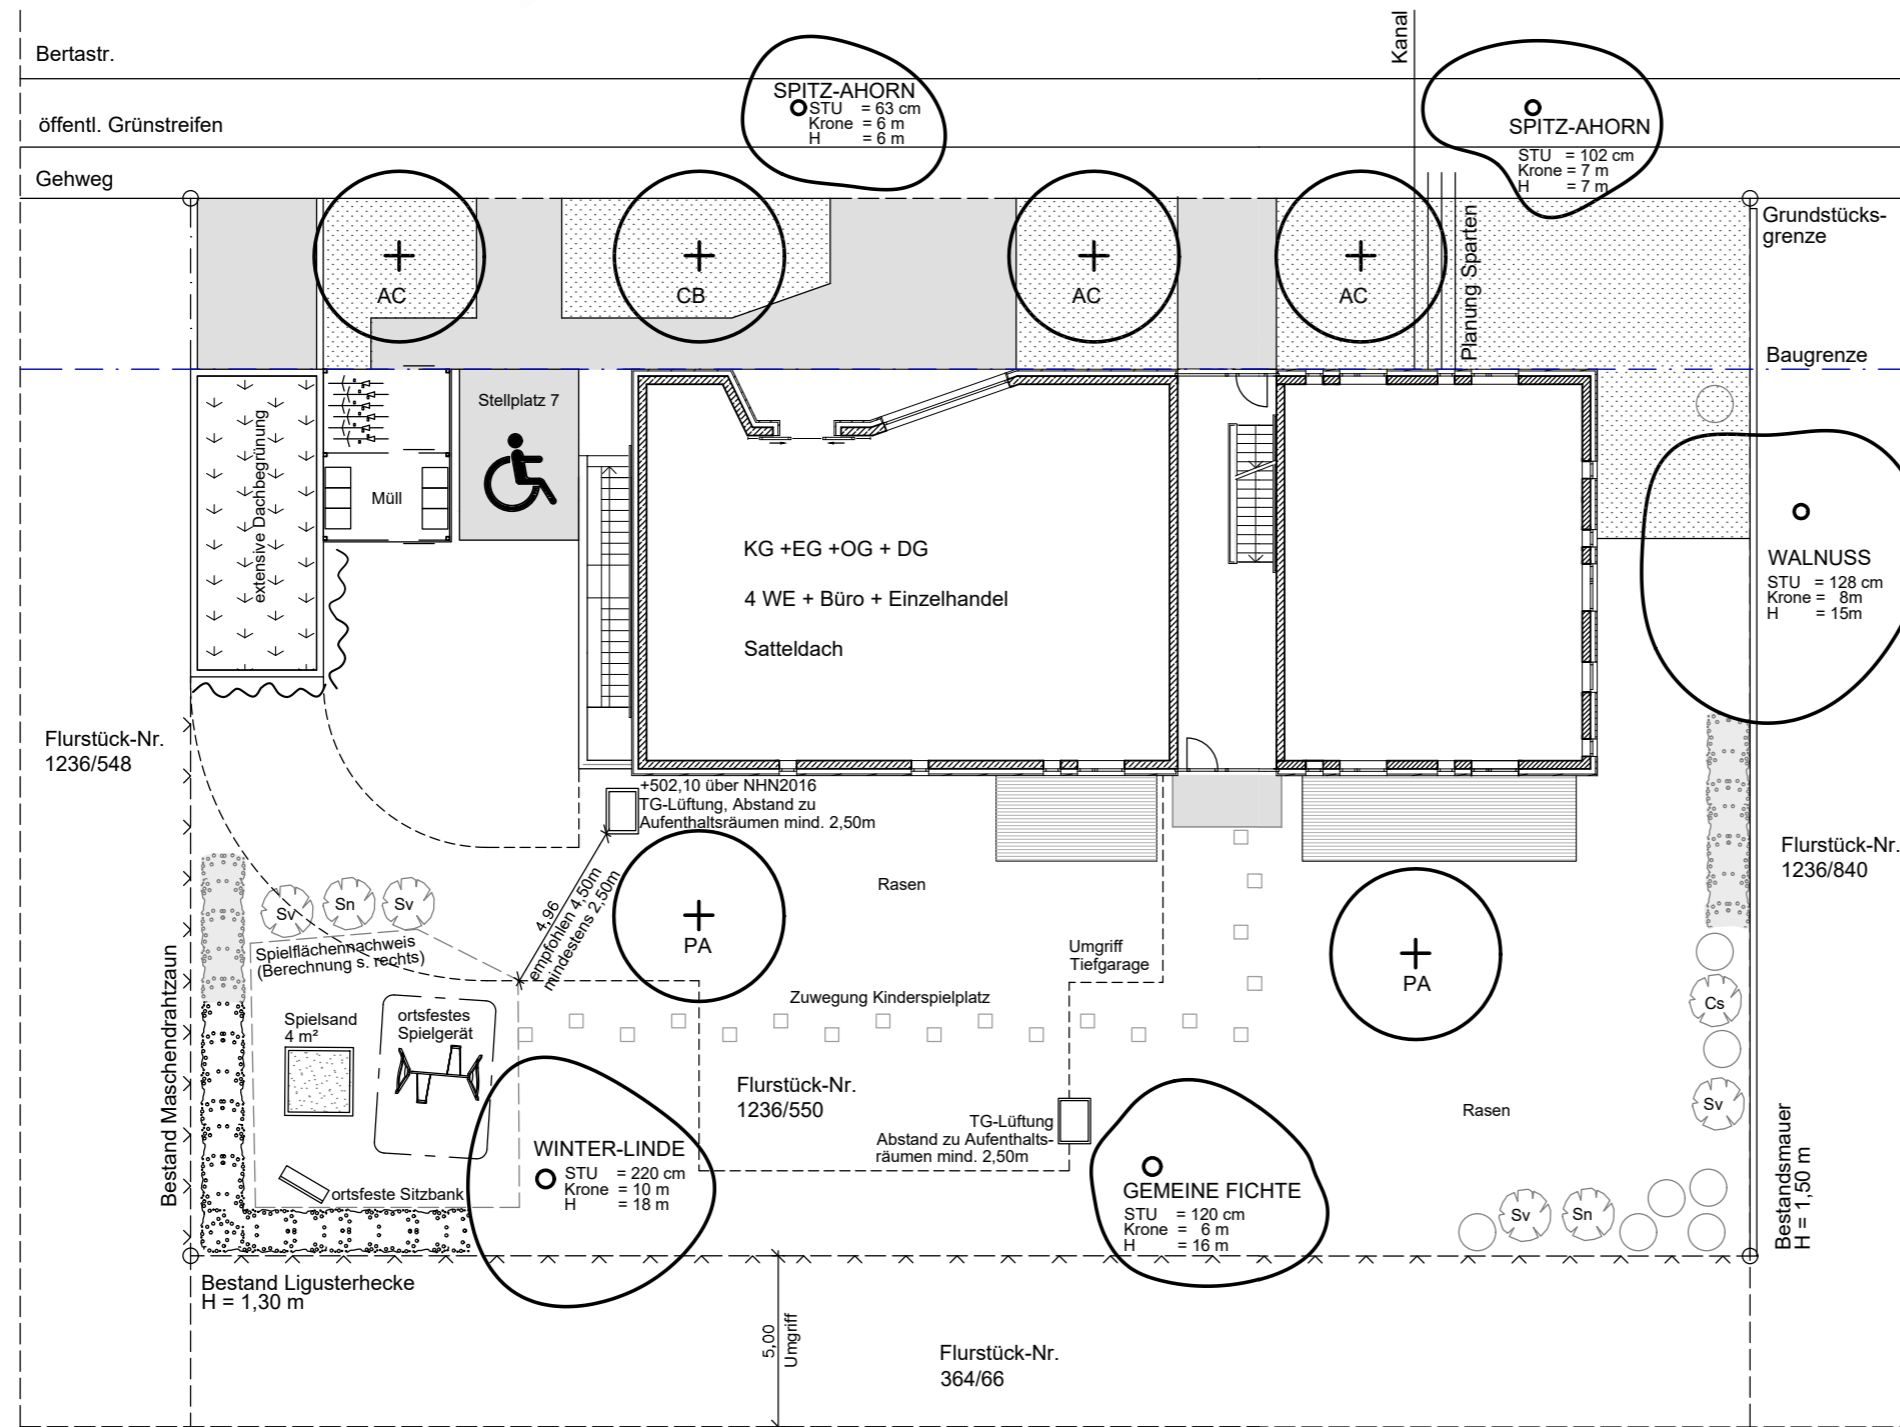 Bertastr.
öffentl. Grünstreifen
Gehweg
SPITZ-AHORN
STU = 63 cm
Krone = 6 m
H = 6 m
Kanal
SPITZ-AHORN
STU = 102 cm
Krone = 7 m
H = 7 m
Grundstücks-
grenze
AC
CB
AC
AC
Planung Sparten
Baugrenze
extensive Dachbegrünung
Müll
Stellplatz 7
KG +EG +OG + DG
4 WE + Büro + Einzelhandel
Satteldach
WALNUSS
STU = 128 cm
Krone = 8m
H = 15m
Flurstück-Nr.
1236/548
+502,10 über NHN2016
TG-Lüftung, Abstand zu
Aufenthaltsräumen mind. 2,50m
Flurstück-Nr.
1236/840
Rasen
4,96
empfohlen 4,50m
mindestens 2,50m
Sv
Sn
Sv
PA
PA
Spielflächennachweis
(Berechnung s. rechts)
Umgriff
Tiefgarage
Zuwegung Kinderspielplatz
Cs
Sv
Bestand Maschendrahtzaun
Spielsand
4 m²
ortsfestes
Spielgerät
Flurstück-Nr.
1236/550
TG-Lüftung
Abstand zu Aufenthalts-
räumen mind. 2,50m
Rasen
WINTER-LINDE
STU = 220 cm
Krone = 10 m
H = 18 m
GEMEINE FICHTE
STU = 120 cm
Krone = 6 m
H = 16 m
ortsfeste Sitzbank
Sv
Sn
Bestandsmauer
H = 1,50 m
Bestand Ligusterhecke
H = 1,30 m
5,00
Umgriff
Flurstück-Nr.
364/66